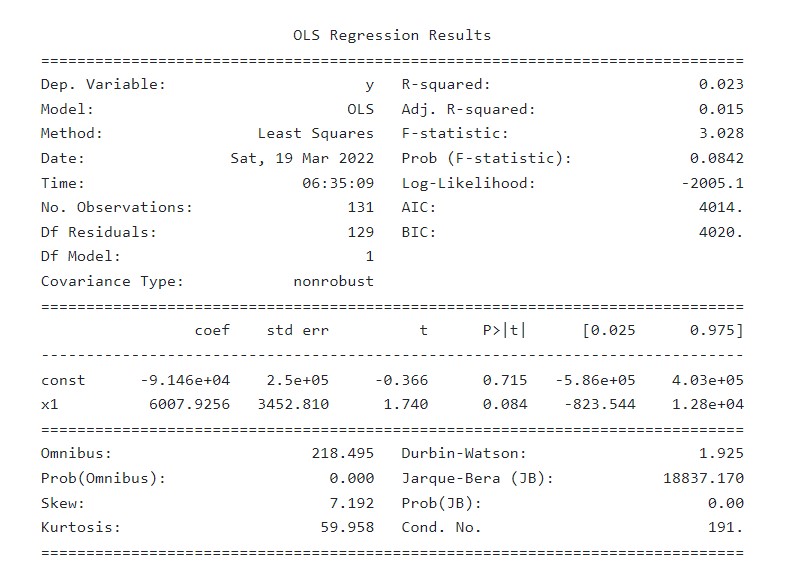 OLS Regression Results
==============================================================================
Dep. Variable:                      y   R-squared:                       0.023
Model:                            OLS   Adj. R-squared:                  0.015
Method:                 Least Squares   F-statistic:                     3.028
Date:                Sat, 19 Mar 2022   Prob (F-statistic):             0.0842
Time:                        06:35:09   Log-Likelihood:                -2005.1
No. Observations:                 131   AIC:                             4014.
Df Residuals:                     129   BIC:                             4020.
Df Model:                           1
Covariance Type:            nonrobust
==============================================================================
                 coef    std err          t      P>|t|      [0.025      0.975]
------------------------------------------------------------------------------
const      -9.146e+04    2.5e+05     -0.366      0.715   -5.86e+05    4.03e+05
x1          6007.9256   3452.810      1.740      0.084    -823.544    1.28e+04
==============================================================================
Omnibus:                      218.495   Durbin-Watson:                   1.925
Prob(Omnibus):                  0.000   Jarque-Bera (JB):            18837.170
Skew:                           7.192   Prob(JB):                         0.00
Kurtosis:                      59.958   Cond. No.                         191.
==============================================================================